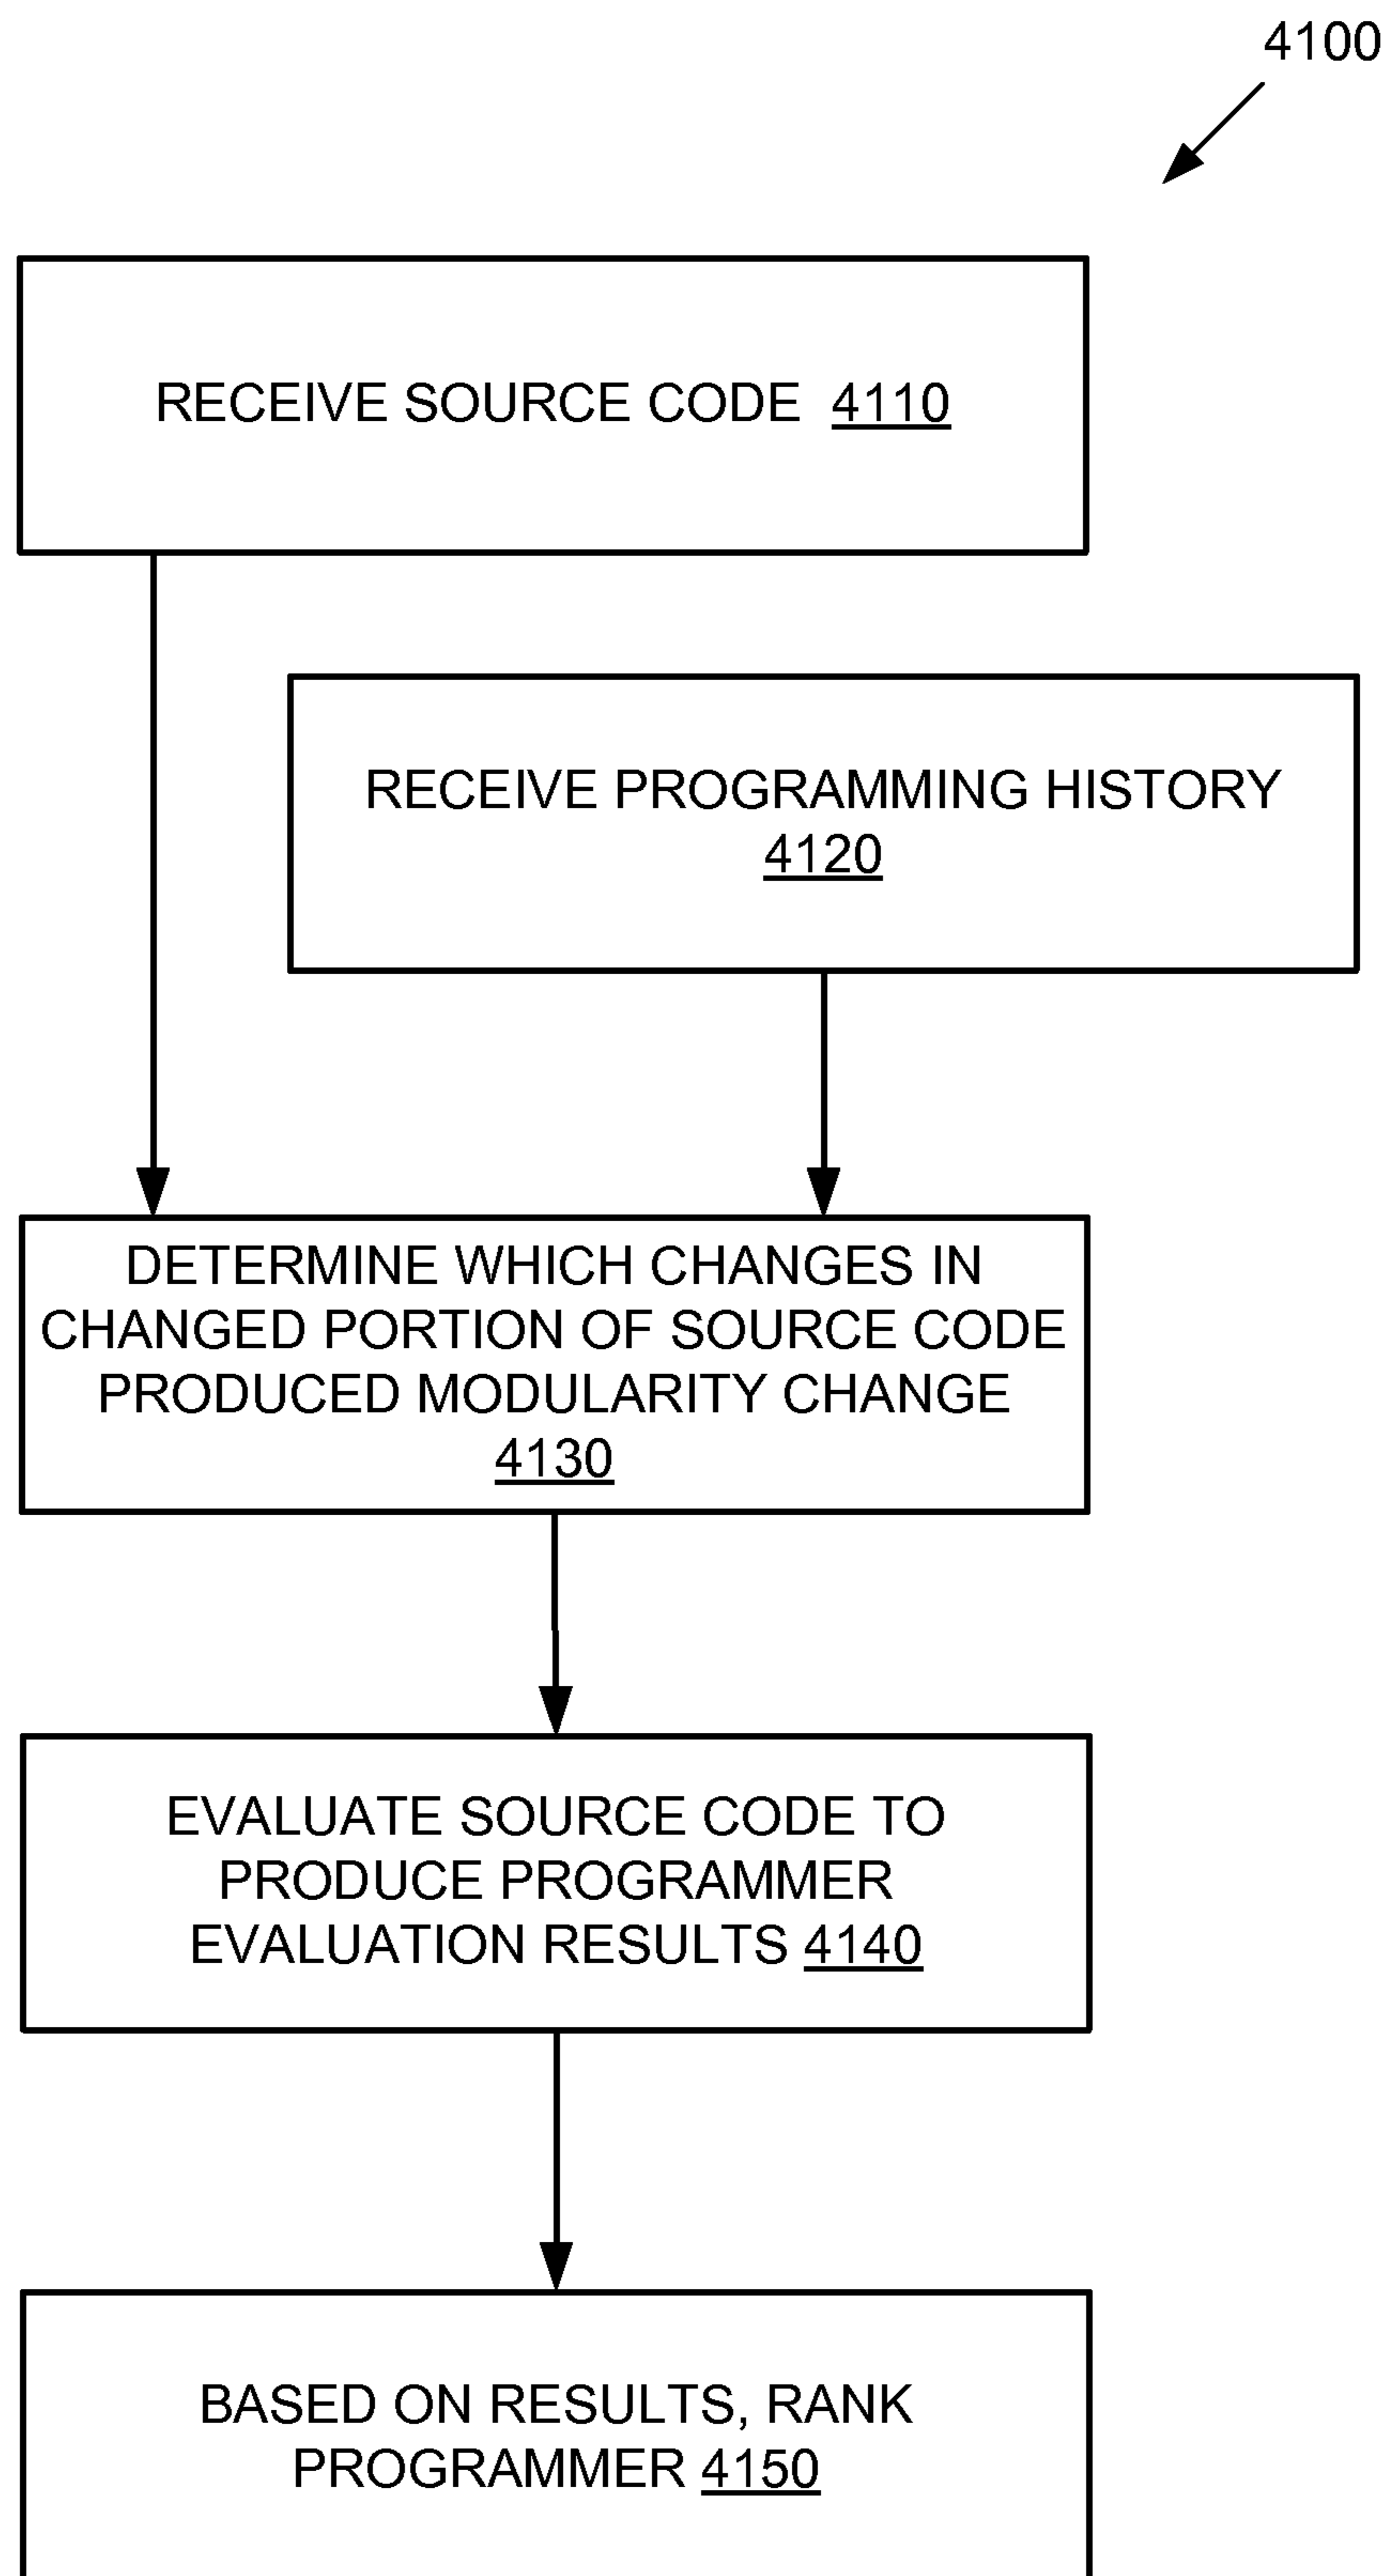 4100
RECEIVE SOURCE CODE 4110
RECEIVE PROGRAMMING HISTORY
4120
DETERMINE WHICH CHANGES IN
CHANGED PORTION OF SOURCE CODE
PRODUCED MODULARITY CHANGE
4130
EVALUATE SOURCE CODE TO
PRODUCE PROGRAMMER
EVALUATION RESULTS 4140
BASED ON RESULTS, RANK
PROGRAMMER 4150